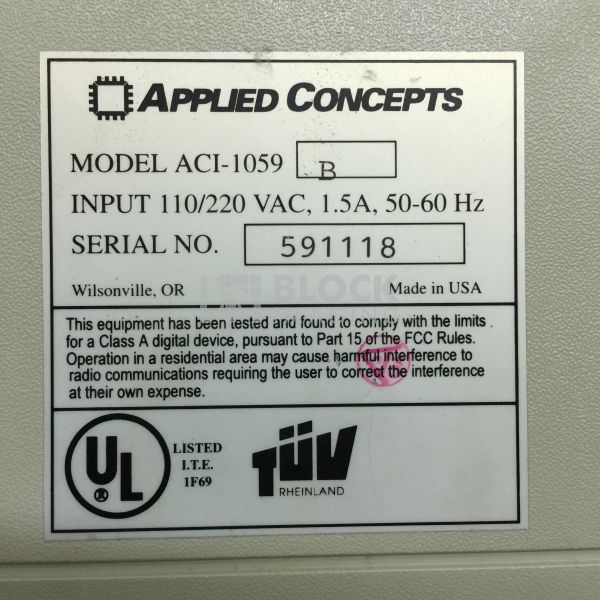 APPLIED CONCEPTS
MODEL ACI-1059 B
INPUT 110/220 VAC, 1.5A, 50-60 Hz
SERIAL NO. 591118
Wilsonville, OR Made in USA
BLOCK
This equipment has been tested and found to comply with the limits
for a Class A digital device, pursuant to Part 15 of the FCC Rules.
Operation in a residential area may cause harmful interference to
radio communications requiring the user to correct the interference
at their own expense.
UL ®
LISTED
I.T.E.
1F69
TÜV
RHEINLAND